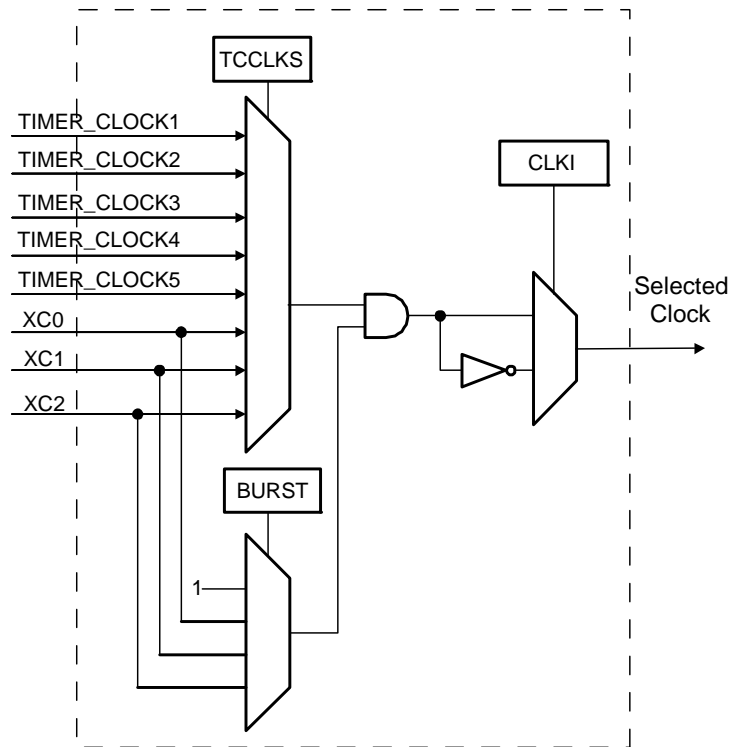 TCCLKS
TIMER_CLOCK1
TIMER_CLOCK2
TIMER_CLOCK3
TIMER_CLOCK4
TIMER_CLOCK5
XC0
XC1
XC2
CLKI
Selected
Clock
BURST
1